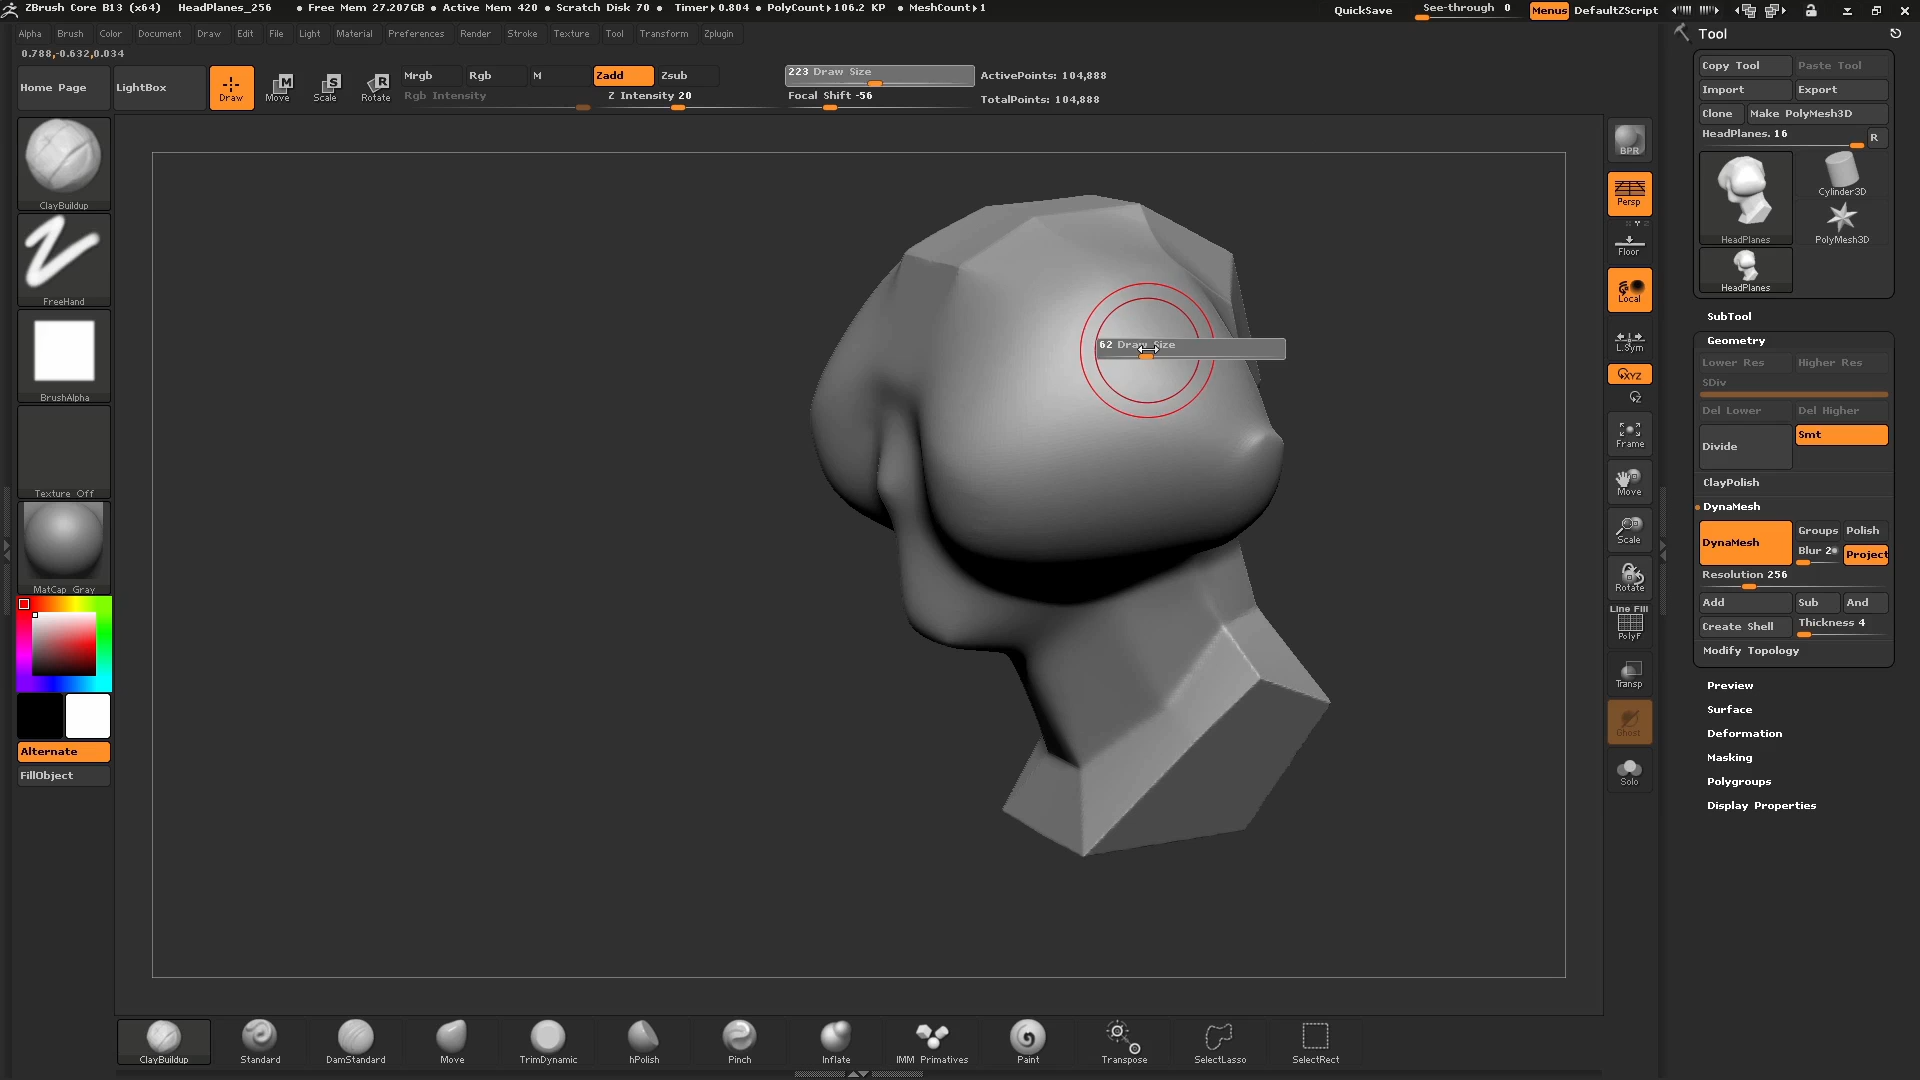 ZBrush Core B13 (x64) HeadPlanes_256 • Free Mem 27.207GB • Active Mem 420 • Scratch Disk 70 • Timer▸0.804 • PolyCount▸106.2 KP • MeshCount▸1 QuickSave See-through 0 Menus DefaultZScript
Alpha Brush Color Document Draw Edit File Light Material Preferences Render Stroke Texture Tool Transform Zplugin
Tool
0.788,-0.632,0.034
Home Page
LightBox
Draw
Move
Scale
Rotate
M
S
R
Mrgb Rgb M Zadd Zsub
Rgb Intensity Z Intensity 20
223 Draw Size
Focal Shift -56
ActivePoints: 104,888
TotalPoints: 104,888
ClayBuildup
FreeHand
BrushAlpha
Texture Off
MatCap Gray
Alternate
FillObject
62 Draw Size
BPR
Persp
Floor
Local
L.Sym
XYZ
Frame
Move
Scale
Rotate
Line Fill
PolyF
Transp
Ghost
Solo
Copy Tool Paste Tool
Import Export
Clone Make PolyMesh3D
HeadPlanes. 16 R
HeadPlanes
Cylinder3D
PolyMesh3D
HeadPlanes
SubTool
Geometry
Lower Res Higher Res
SDiv
Del Lower Del Higher
Divide Smt
ClayPolish
DynaMesh
DynaMesh Groups Polish
Blur 2 Project
Resolution 256
Add Sub And
Create Shell Thickness 4
Modify Topology
Preview
Surface
Deformation
Masking
Polygroups
Display Properties
ClayBuildup Standard DamStandard Move TrimDynamic hPolish Pinch Inflate IMM Primitives Paint Transpose SelectLasso SelectRect